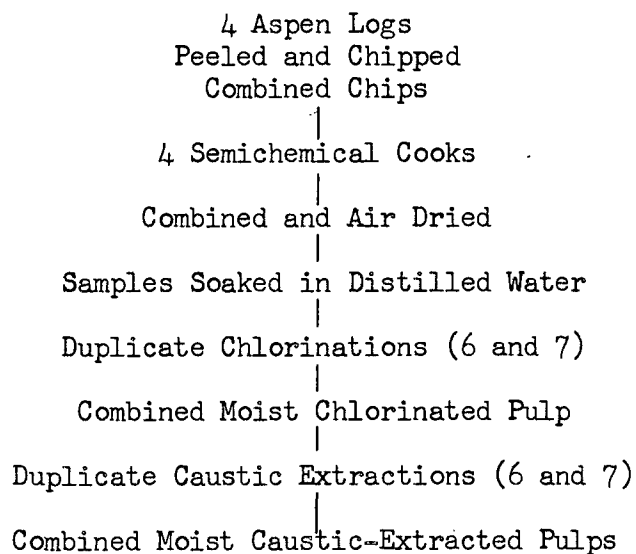 4 Aspen Logs
Peeled and Chipped
Combined Chips
4 Semichemical Cooks
Combined and Air Dried
Samples Soaked in Distilled Water
Duplicate Chlorinations (6 and 7)
Combined Moist Chlorinated Pulp
Duplicate Caustic Extractions (6 and 7)
Combined Moist Caustic-Extracted Pulps